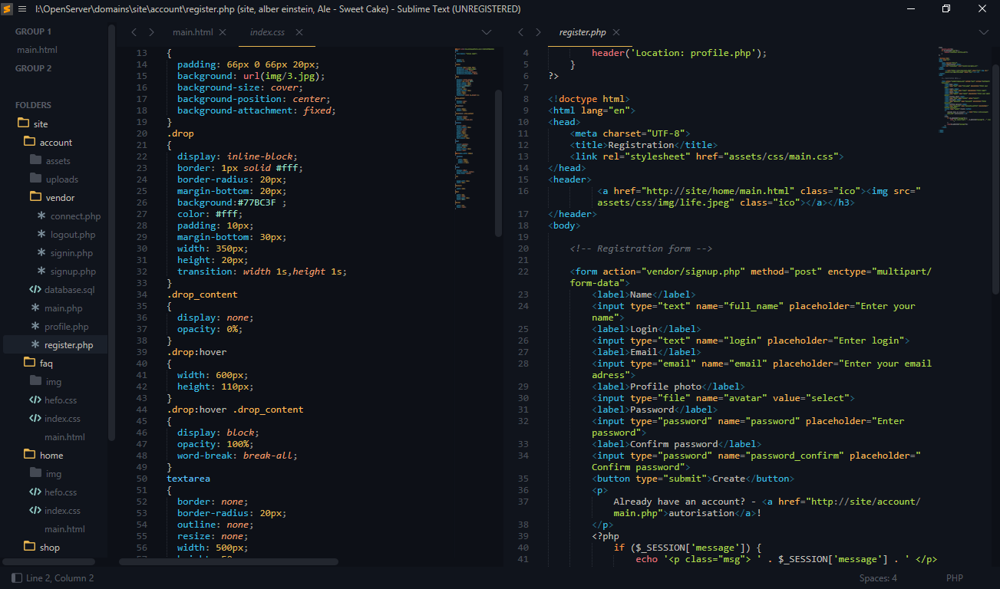 I:\OpenServer\domains\site\account\register.php (site, alber einstein, Ale - Sweet Cake) - Sublime Text (UNREGISTERED)
GROUP 1
main.html
GROUP 2
FOLDERS
site
account
assets
uploads
vendor
connect.php
logout.php
signin.php
signup.php
database.sql
main.php
profile.php
register.php
faq
img
hefo.css
index.css
main.html
home
img
hefo.css
index.css
main.html
shop
main.html
index.css
13 {
14 padding: 66px 0 66px 20px;
15 background: url(img/3.jpg);
16 background-size: cover;
17 background-position: center;
18 background-attachment: fixed;
19 }
20 .drop
21 {
22 display: inline-block;
23 border: 1px solid #fff;
24 border-radius: 20px;
25 margin-bottom: 20px;
26 background:#77BC3F ;
27 color: #fff;
28 padding: 10px;
29 margin-bottom: 30px;
30 width: 350px;
31 height: 20px;
32 transition: width 1s,height 1s;
33 }
34 .drop_content
35 {
36 display: none;
37 opacity: 0%;
38 }
39 .drop:hover
40 {
41 width: 600px;
42 height: 110px;
43 }
44 .drop:hover .drop_content
45 {
46 display: block;
47 opacity: 100%;
48 word-break: break-all;
49 }
50 textarea
51 {
52 border: none;
53 border-radius: 20px;
54 outline: none;
55 resize: none;
56 width: 500px;
register.php
4 header('Location: profile.php');
5 }
6 ?>
7
8 <!doctype html>
9 <html lang="en">
10 <head>
11 <meta charset="UTF-8">
12 <title>Registration</title>
13 <link rel="stylesheet" href="assets/css/main.css">
14 </head>
15 <header>
16 <a href="http://site/home/main.html" class="ico"><img src="
assets/css/img/life.jpeg" class="ico"></a></h3>
17 </header>
18 <body>
19
20 <!-- Registration form -->
21
22 <form action="vendor/signup.php" method="post" enctype="multipart/
form-data">
23 <label>Name</label>
24 <input type="text" name="full_name" placeholder="Enter your
name">
25 <label>Login</label>
26 <input type="text" name="login" placeholder="Enter login">
27 <label>Email</label>
28 <input type="email" name="email" placeholder="Enter your email
adress">
29 <label>Profile photo</label>
30 <input type="file" name="avatar" value="select">
31 <label>Password</label>
32 <input type="password" name="password" placeholder="Enter
password">
33 <label>Confirm password</label>
34 <input type="password" name="password_confirm" placeholder="
Confirm password">
35 <button type="submit">Create</button>
36 <p>
37 Already have an account? - <a href="http://site/account/
main.php">autorisation</a>!
38 </p>
39 <?php
40 if ($_SESSION['message']) {
41 echo '<p class="msg"> ' . $_SESSION['message'] . ' </p>
Line 2, Column 2
Spaces: 4
PHP